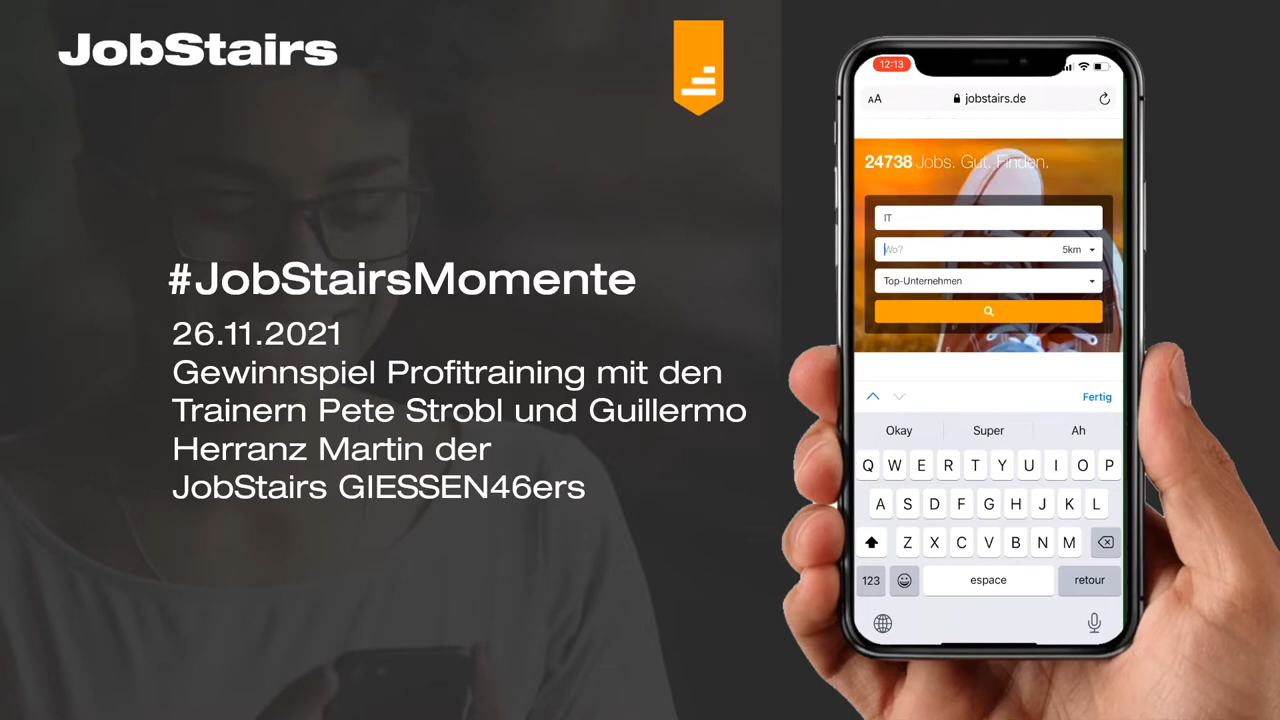 JobStairs
#JobStairsMomente
26.11.2021
Gewinnspiel Profitraining mit den
Trainern Pete Strobl und Guillermo
Herranz Martin der
JobStairs GIESSEN46ers
12:13
AA jobstairs.de
24738 Jobs. Gut. Finden.
IT
Wo? 5km
Top-Unternehmen
Fertig
Okay Super Ah
Q W E R T Y U I O P
A S D F G H J K L
Z X C V B N M
123 espace retour